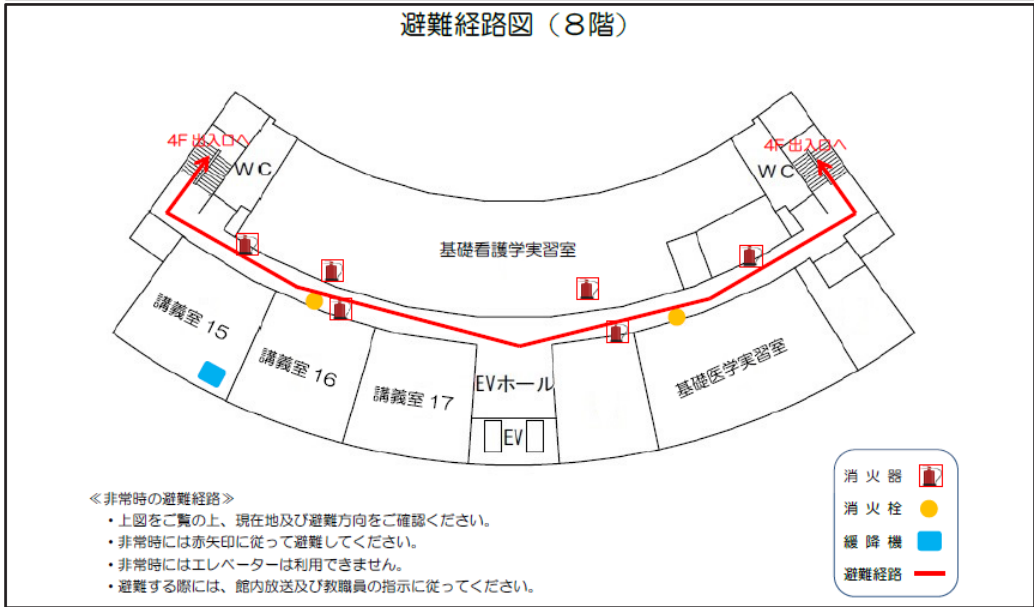 避難経路図（８階）
4F 出入口へ
4F 出入口へ
ＷＣ
ＷＣ
基礎看護学実習室
講義室 15
講義室 16
講義室 17
EVホール
EV
基礎医学実習室
消 火 器
消 火 栓
緩 降 機
避難経路
≪非常時の避難経路≫
・上図をご覧の上、現在地及び避難方向をご確認ください。
・非常時には赤矢印に従って避難してください。
・非常時にはエレベーターは利用できません。
・避難する際には、館内放送及び教職員の指示に従ってください。